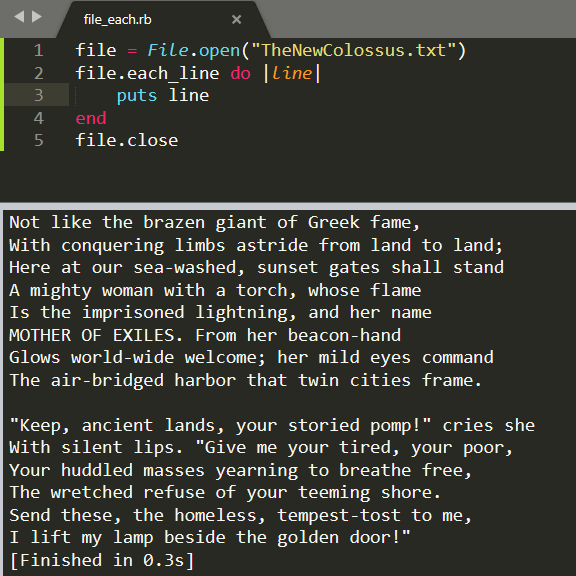 file_each.rb
1 file = File.open("TheNewColossus.txt")
2 file.each_line do |line|
3     puts line
4 end
5 file.close
Not like the brazen giant of Greek fame,
With conquering limbs astride from land to land;
Here at our sea-washed, sunset gates shall stand
A mighty woman with a torch, whose flame
Is the imprisoned lightning, and her name
MOTHER OF EXILES. From her beacon-hand
Glows world-wide welcome; her mild eyes command
The air-bridged harbor that twin cities frame.

"Keep, ancient lands, your storied pomp!" cries she
With silent lips. "Give me your tired, your poor,
Your huddled masses yearning to breathe free,
The wretched refuse of your teeming shore.
Send these, the homeless, tempest-tost to me,
I lift my lamp beside the golden door!"
[Finished in 0.3s]